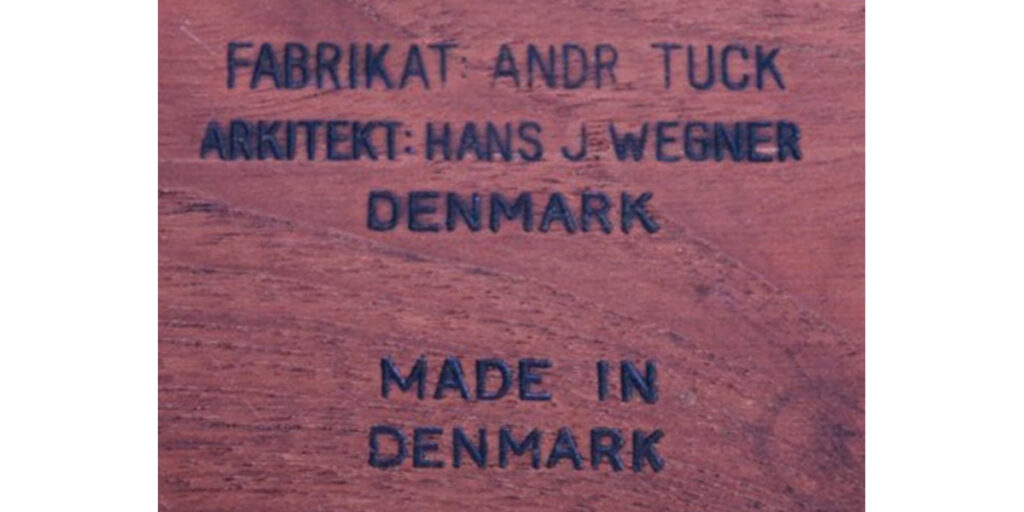 FABRIKAT: ANDR. TUCK
ARKITEKT: HANS J. WEGNER
DENMARK
MADE IN
DENMARK